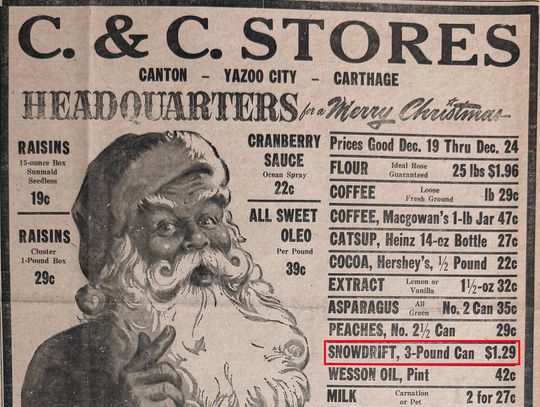 C. & C. STORES
CANTON – YAZOO CITY – CARTHAGE
HEADQUARTERS for a Merry Christmas
RAISINS
15-ounce Box
Sunmaid
Seedless
19c
RAISINS
Cluster
1-Pound Box
29c
CRANBERRY
SAUCE
Ocean Spray
22c
ALL SWEET
OLEO
Per Pound
39c
Prices Good Dec. 19 Thru Dec. 24
FLOUR Ideal Rose Guaranteed 25 lbs $1.96
COFFEE Loose Fresh Ground lb 29c
COFFEE, Macgowan's 1-lb Jar 47c
CATSUP, Heinz 14-oz Bottle 27c
COCOA, Hershey's, ½ Pound 22c
EXTRACT Lemon or Vanilla 1½-oz 32c
ASPARAGUS All Green No. 2 Can 35c
PEACHES, No. 2½ Can 29c
SNOWDRIFT, 3-Pound Can $1.29
WESSON OIL, Pint 42c
MILK Carnation or Pet 2 for 27c